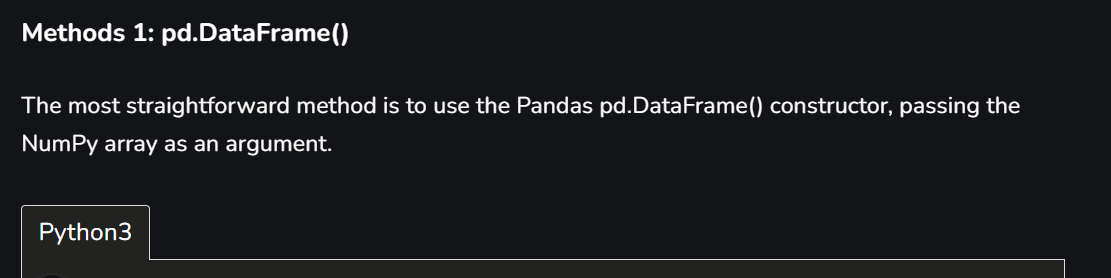 Methods 1: pd.DataFrame()
The most straightforward method is to use the Pandas pd.DataFrame() constructor, passing the
NumPy array as an argument.
Python3